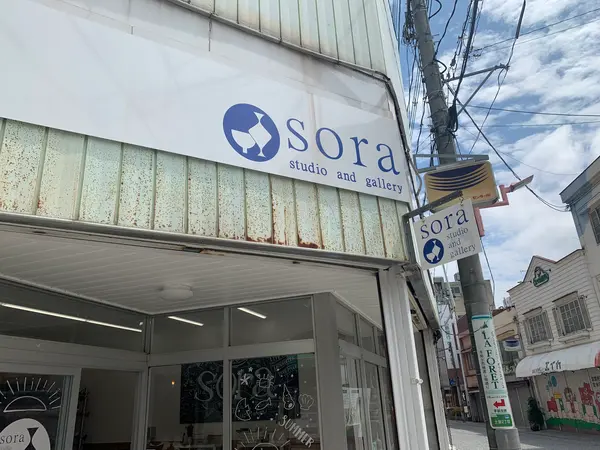 sora
studio and gallery
sora
studio
and
gallery
LA FORET
sora
SUMMER
sora